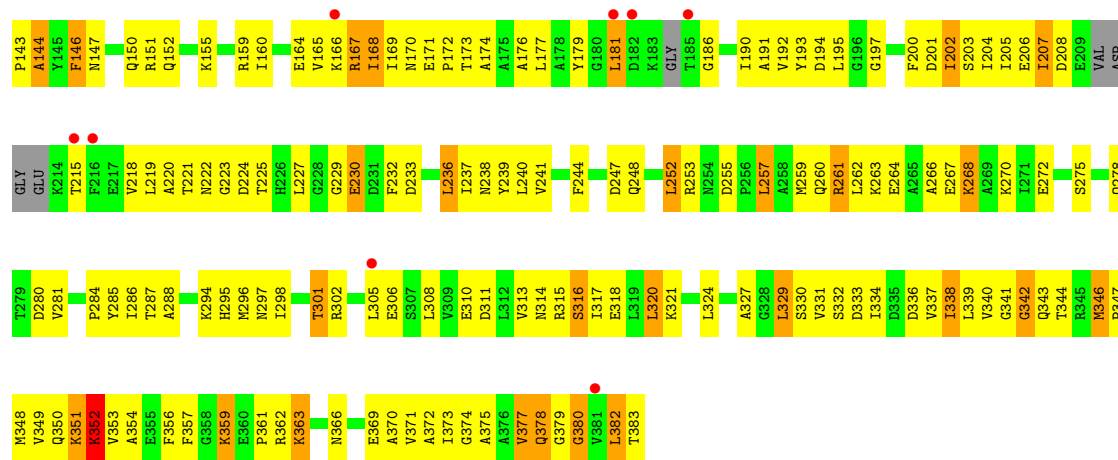 P143 A144 Y145 F146 N147 Q150 R151 Q152 K155 R159 I160 E164 V165 K166 R167 I168 I169 N170 E171 P172 T173 A174 A175 A176 L177 A178 Y179 G180 L181 D182 K183 GLY T185 G186 I190 A191 V192 Y193 D194 L195 G196 G197 F200 D201 I202 S203 I204 I205 E206 I207 D208 E209 VAL ASP
GLY GLU K214 T215 F216 E217 V218 L219 A220 T221 N222 G223 D224 T225 H226 L227 G228 G229 E230 D231 F232 D233 L236 I237 N238 Y239 L240 V241 F244 D247 Q248 L252 R253 N254 D255 P256 L257 A258 M259 Q260 R261 L262 K263 E264 A265 A266 E267 K268 A269 K270 I271 E272 S275 Q278
T279 D280 V281 P284 Y285 I286 T287 A288 K294 H295 M296 N297 I298 T301 R302 L305 E306 S307 L308 V309 E310 D311 L312 V313 N314 R315 S316 I317 E318 L319 L320 K321 L324 A327 G328 L329 S330 V331 S332 D333 I334 D335 D336 V337 I338 L339 V340 G341 G342 Q343 T344 R345 M346 P347
M348 V349 Q350 K351 K352 V353 A354 E355 F356 F357 G358 K359 E360 P361 R362 K363 N366 E369 A370 V371 A372 I373 G374 A375 A376 V377 Q378 G379 G380 V381 L382 T383